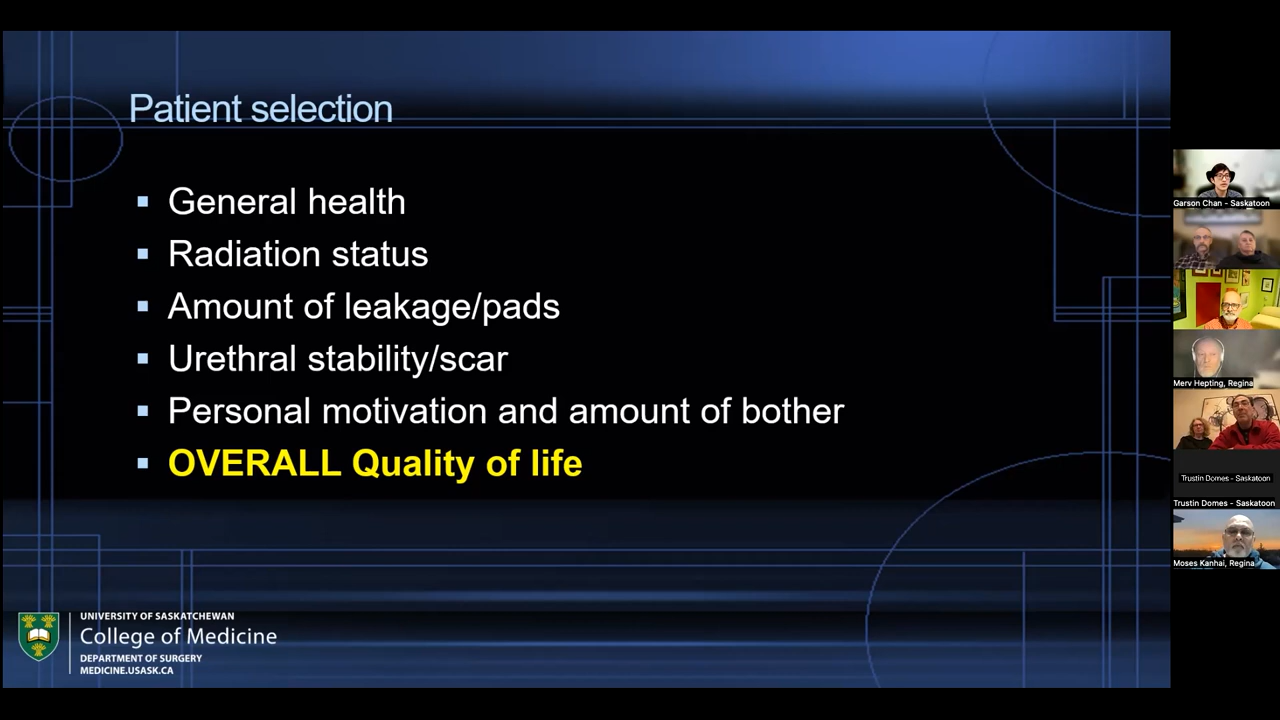 Patient selection
General health
Radiation status
Amount of leakage/pads
Urethral stability/scar
Personal motivation and amount of bother
OVERALL Quality of life
UNIVERSITY OF SASKATCHEWAN
College of Medicine
DEPARTMENT OF SURGERY
MEDICINE.USASK.CA
Garson Chan - Saskatoon
Merv Hepting, Regina
Trustin Domes - Saskatoon
Trustin Domes - Saskatoon
Moses Kanhai, Regina